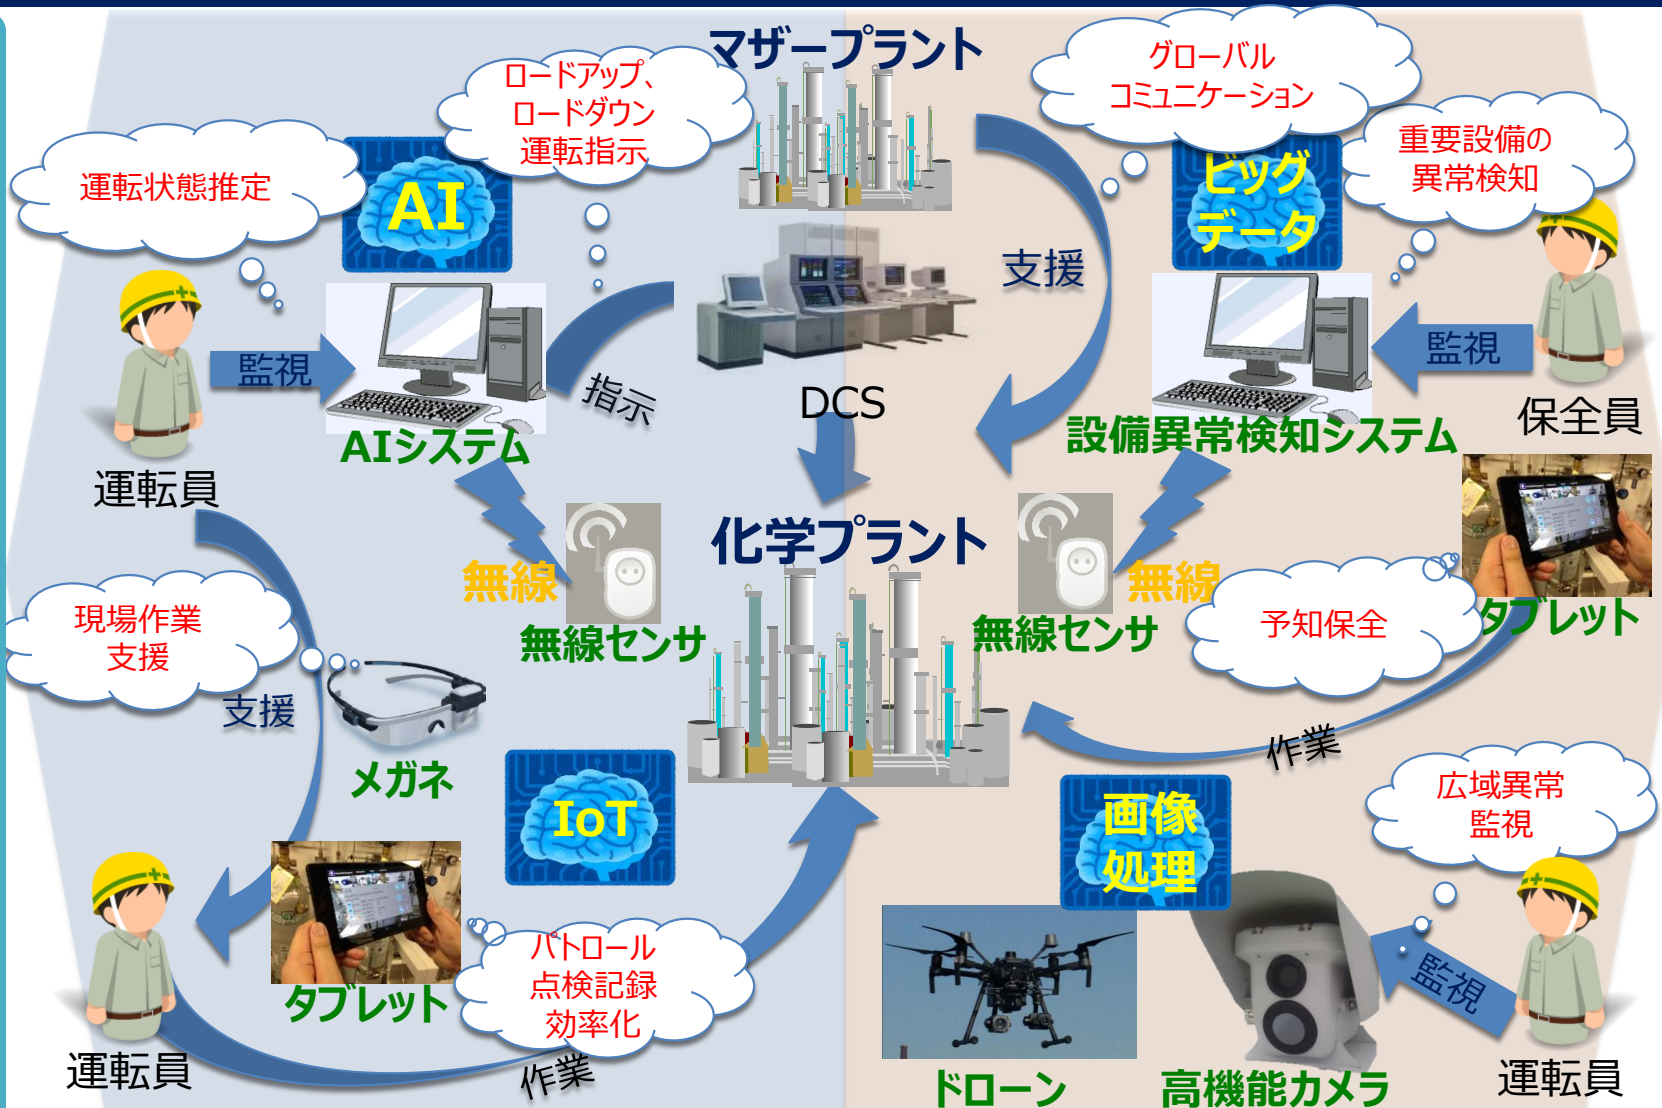 マザープラント
グローバル
コミュニケーション
ロードアップ、
ロードダウン
運転指示
運転状態推定
AI
ビッグ
データ
重要設備の
異常検知
支援
監視
指示
監視
DCS
AIシステム
設備異常検知システム
保全員
運転員
化学プラント
無線
無線
無線センサ
無線センサ
タブレット
予知保全
現場作業
支援
支援
メガネ
作業
IoT
画像
処理
広域異常
監視
パトロール
点検記録
効率化
タブレット
監視
運転員
作業
ドローン
高機能カメラ
運転員